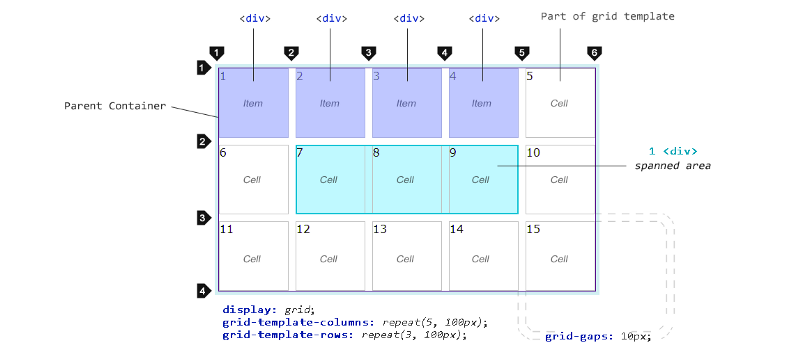 <div> <div> <div> <div> Part of grid template
1 2 3 4 5 6
1
1 2 3 4 5
Item Item Item Item Cell
Parent Container
2
6 7 8 9 10
1 <div>
spanned area
Cell Cell Cell Cell Cell
3
11 12 13 14 15
Cell Cell Cell Cell Cell
4
display: grid;
grid-template-columns: repeat(5, 100px);
grid-template-rows: repeat(3, 100px);
grid-gaps: 10px;